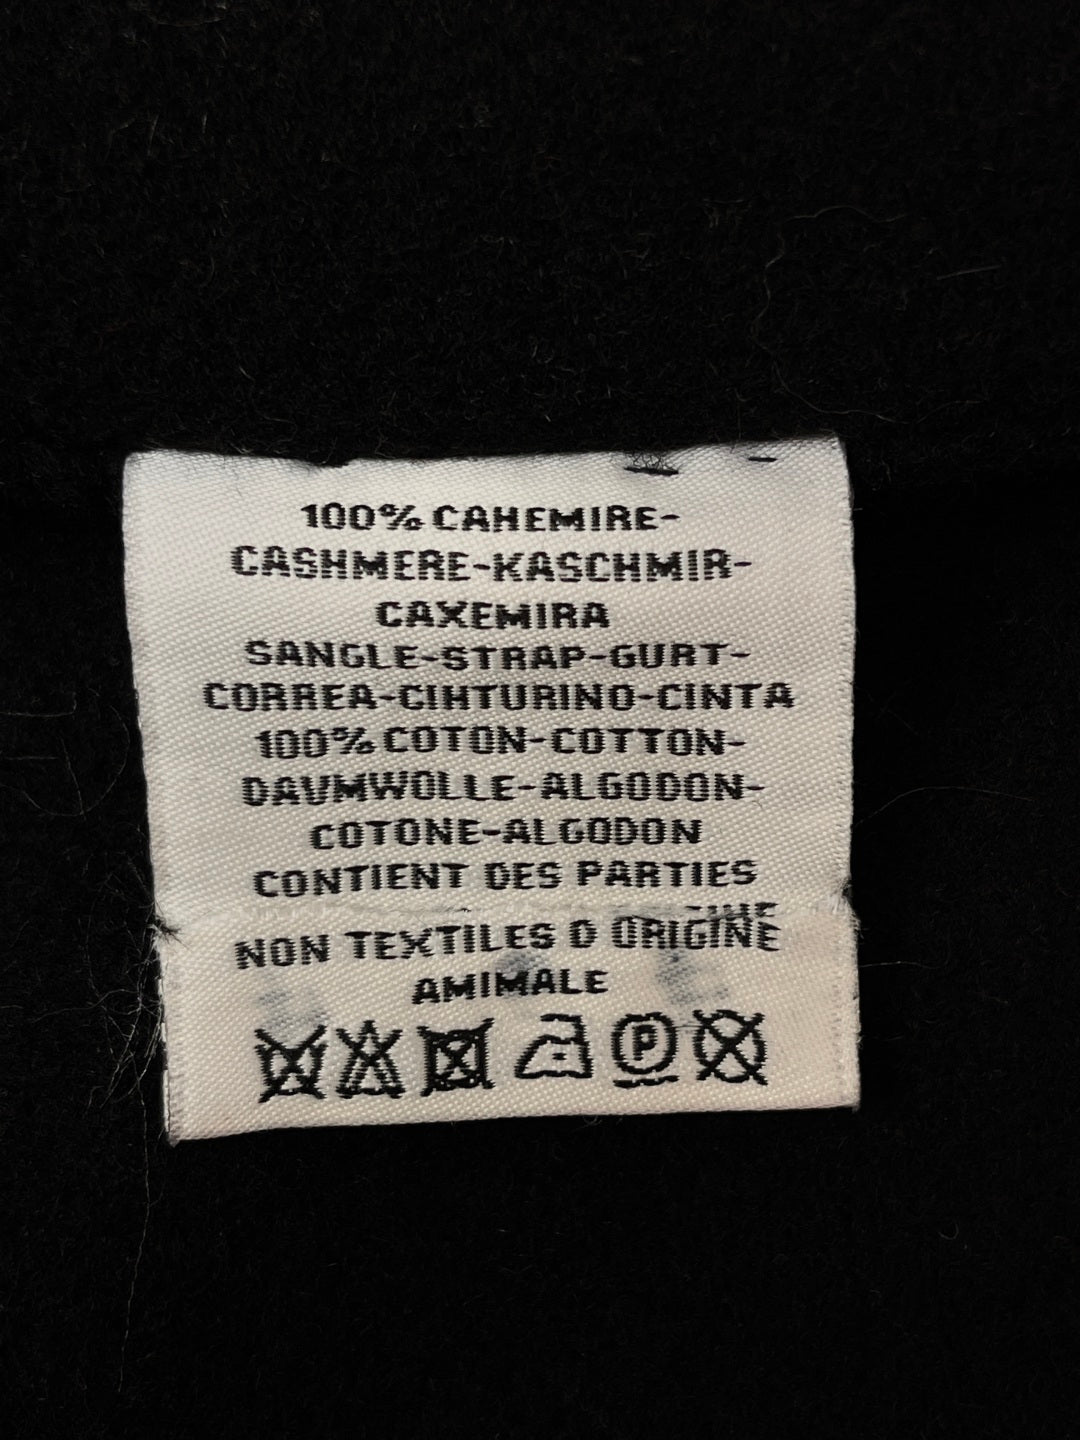 100% CAHEMIRE-
CASHMERE-KASCHMIR-
CAXEMIRA
SANGLE-STRAP-GURT-
CORREA-CIHTURINO-CINTA
100% COTON-COTTON-
DAVMWOLLE-ALGODON-
COTONE-ALGODON
CONTIENT DES PARTIES
NON TEXTILES D ORIGINE
AMIMALE
P